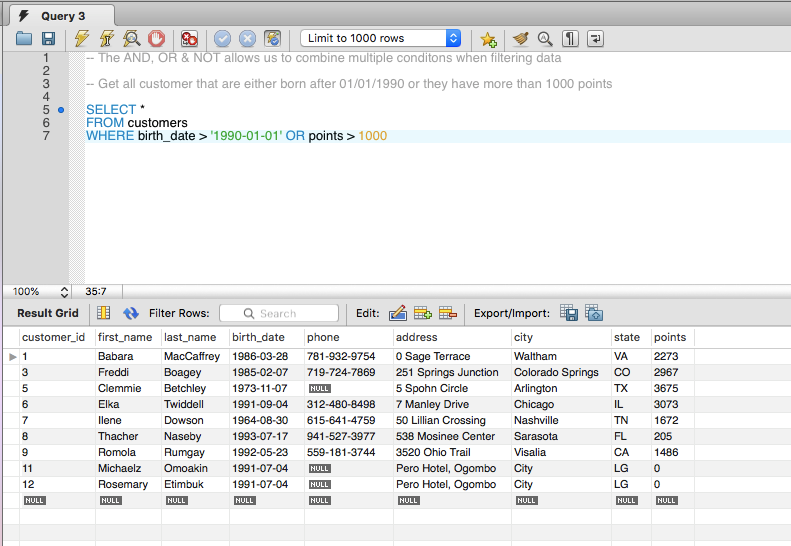 Query 3
Limit to 1000 rows
1 -- The AND, OR & NOT allows us to combine multiple conditons when filtering data
2
3 -- Get all customer that are either born after 01/01/1990 or they have more than 1000 points
4
5 SELECT *
6 FROM customers
7 WHERE birth_date > '1990-01-01' OR points > 1000
100% 35:7
Result Grid Filter Rows: Search Edit: Export/Import:
customer_id first_name last_name birth_date phone address city state points
1 Babara MacCaffrey 1986-03-28 781-932-9754 0 Sage Terrace Waltham VA 2273
3 Freddi Boagey 1985-02-07 719-724-7869 251 Springs Junction Colorado Springs CO 2967
5 Clemmie Betchley 1973-11-07 NULL 5 Spohn Circle Arlington TX 3675
6 Elka Twiddell 1991-09-04 312-480-8498 7 Manley Drive Chicago IL 3073
7 Ilene Dowson 1964-08-30 615-641-4759 50 Lillian Crossing Nashville TN 1672
8 Thacher Naseby 1993-07-17 941-527-3977 538 Mosinee Center Sarasota FL 205
9 Romola Rumgay 1992-05-23 559-181-3744 3520 Ohio Trail Visalia CA 1486
11 Michaelz Omoakin 1991-07-04 NULL Pero Hotel, Ogombo City LG 0
12 Rosemary Etimbuk 1991-07-04 NULL Pero Hotel, Ogombo City LG 0
NULL NULL NULL NULL NULL NULL NULL NULL NULL